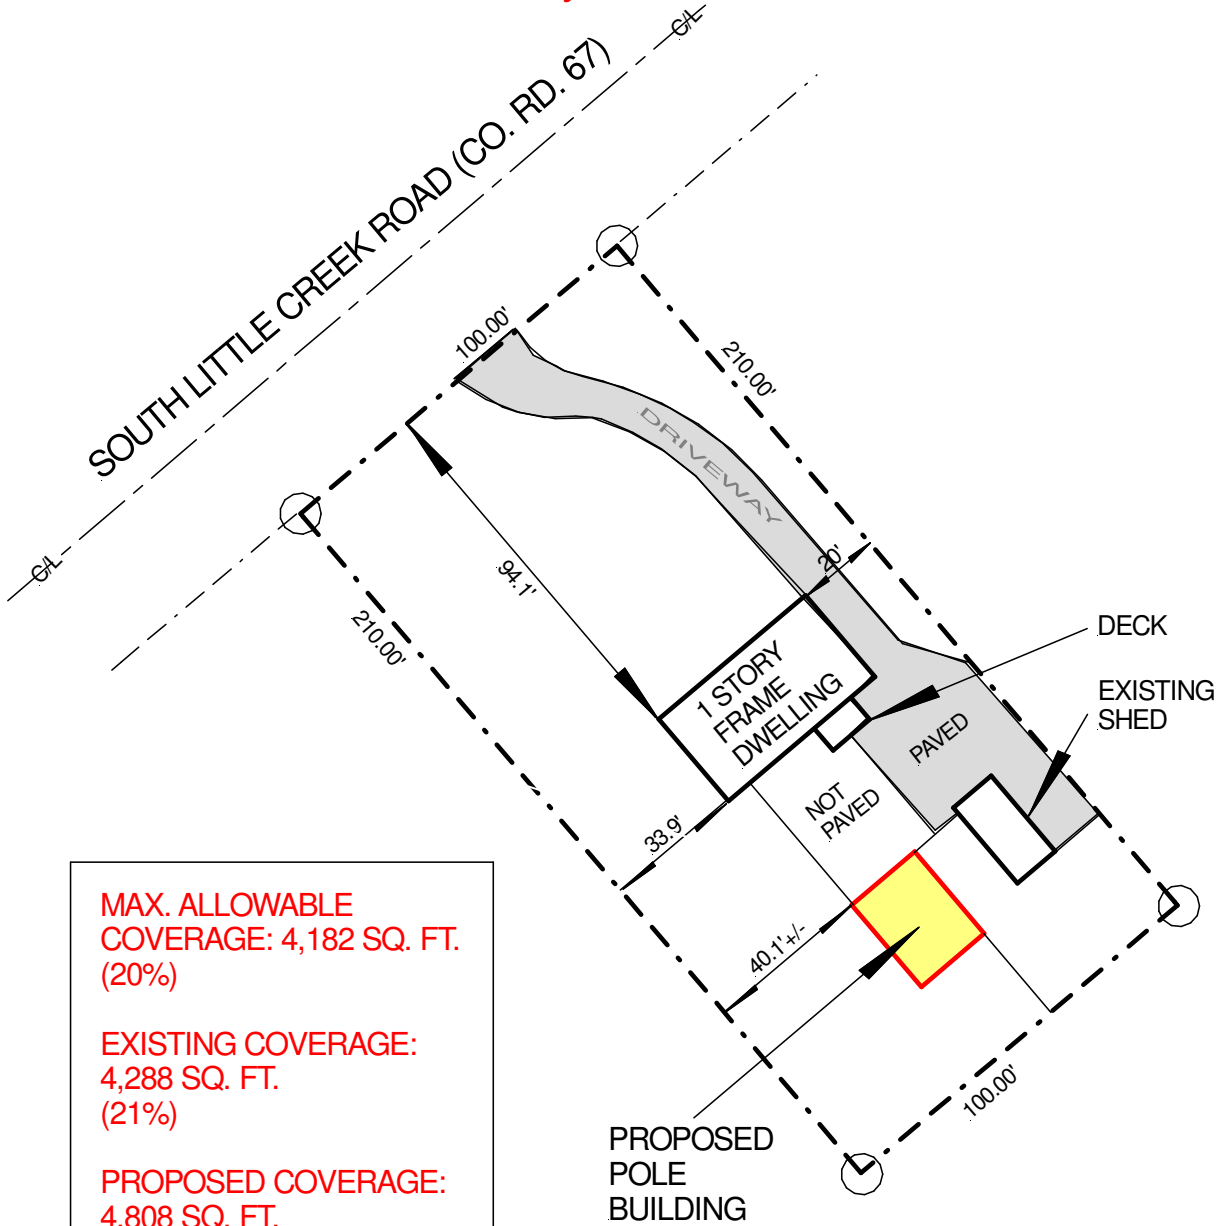 C/L
SOUTH LITTLE CREEK ROAD (CO. RD. 67)
C/L
100.00'
210.00'
DRIVEWAY
94.1'
20'
210.00'
1 STORY
FRAME
DWELLING
DECK
EXISTING
SHED
PAVED
NOT
PAVED
33.9'
40.1'+/-
100.00'
PROPOSED
POLE
BUILDING
MAX. ALLOWABLE
COVERAGE: 4,182 SQ. FT.
(20%)
EXISTING COVERAGE:
4,288 SQ. FT.
(21%)
PROPOSED COVERAGE:
4,808 SQ. FT.